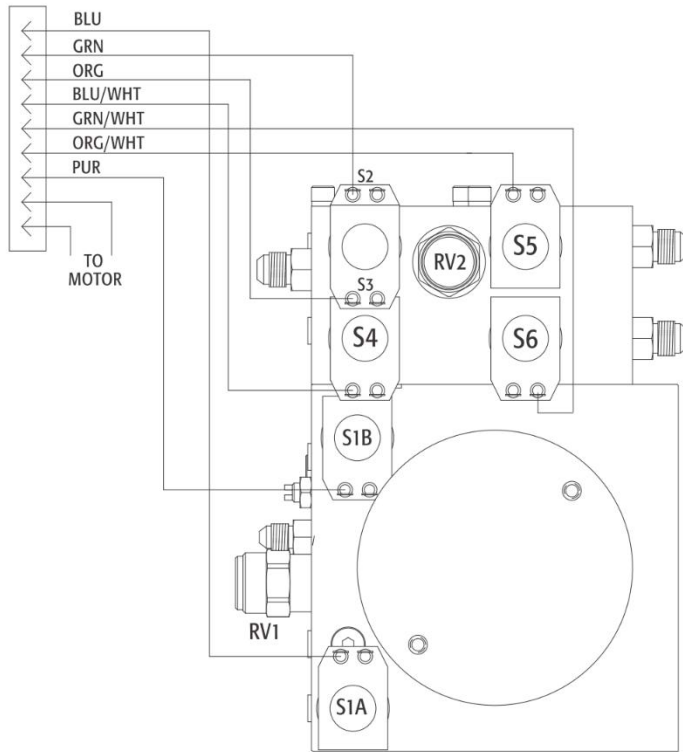 BLU
GRN
ORG
BLU/WHT
GRN/WHT
ORG/WHT
PUR
TO
MOTOR
S2
S3
S4
RV2
S5
S6
S1B
RV1
S1A